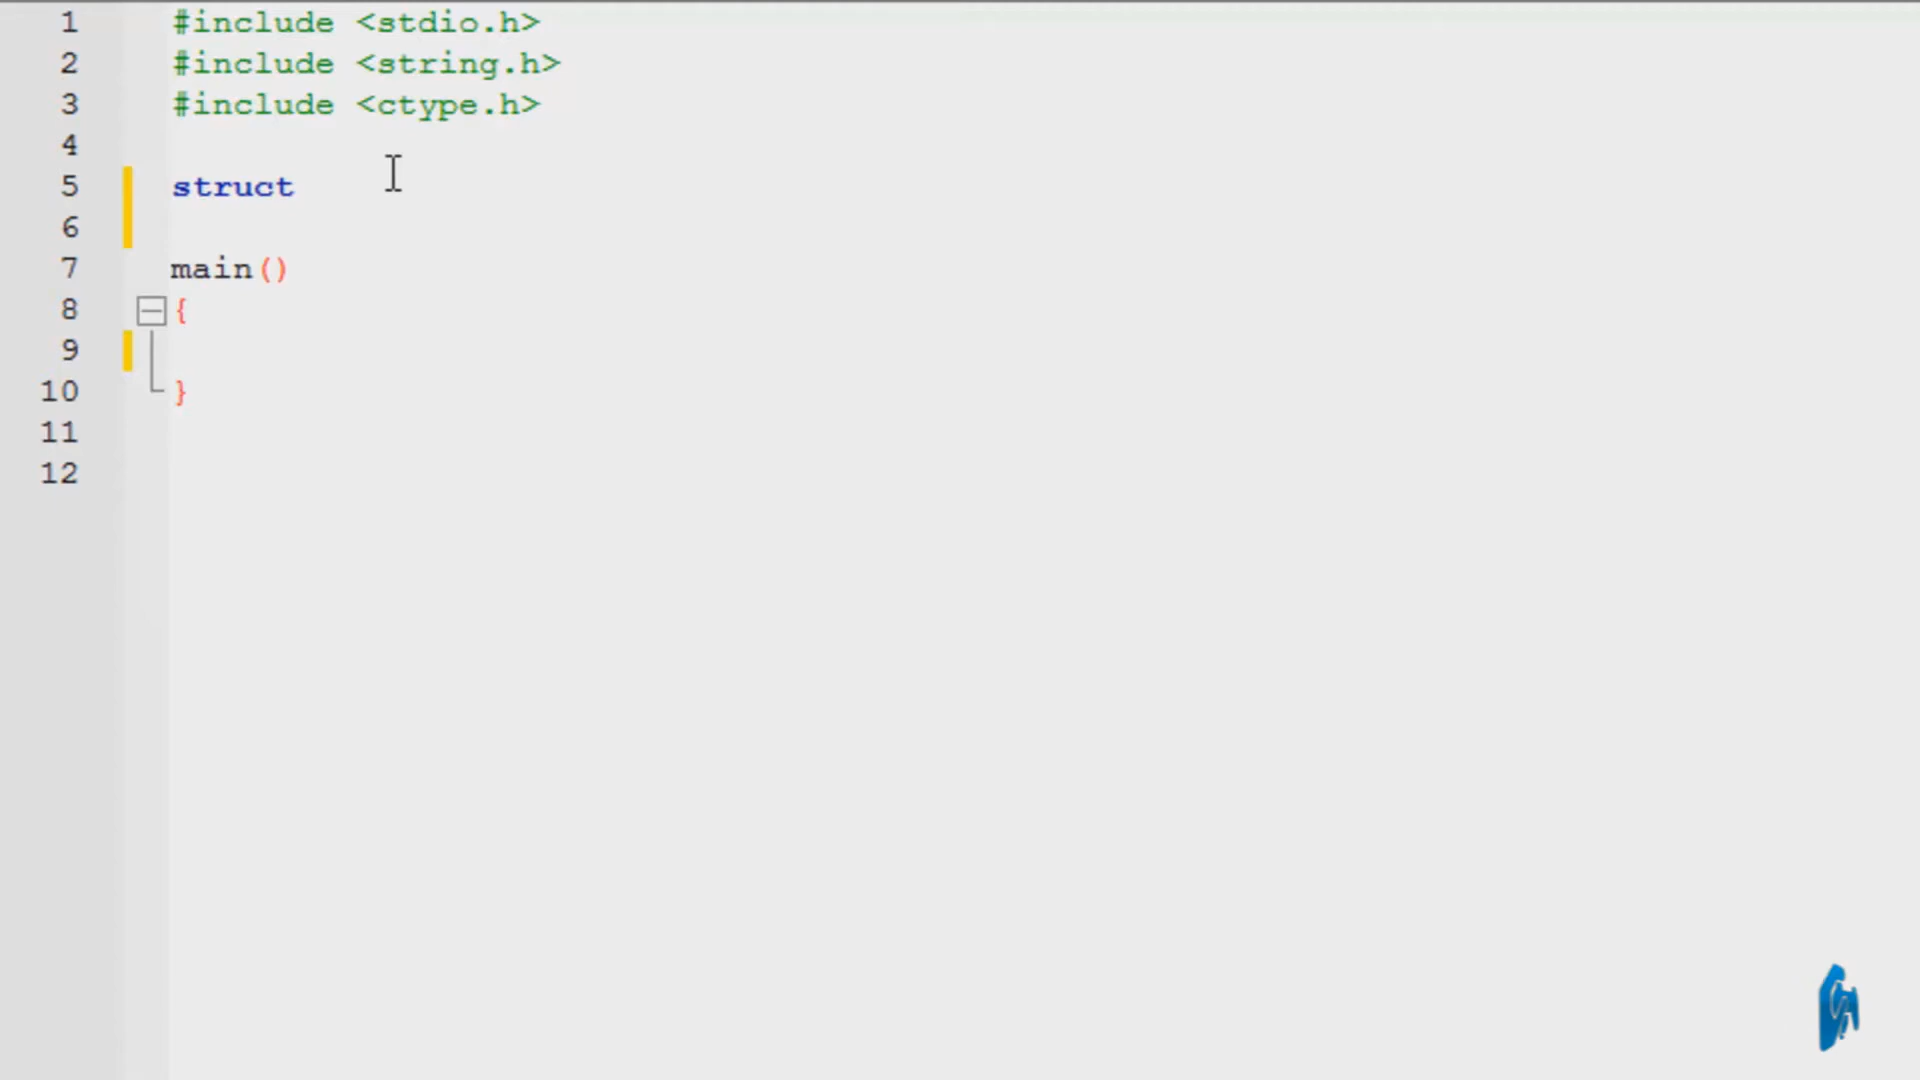 1 #include <stdio.h>
2 #include <string.h>
3 #include <ctype.h>
4
5 struct
6
7 main()
8 {
9
10 }
11
12